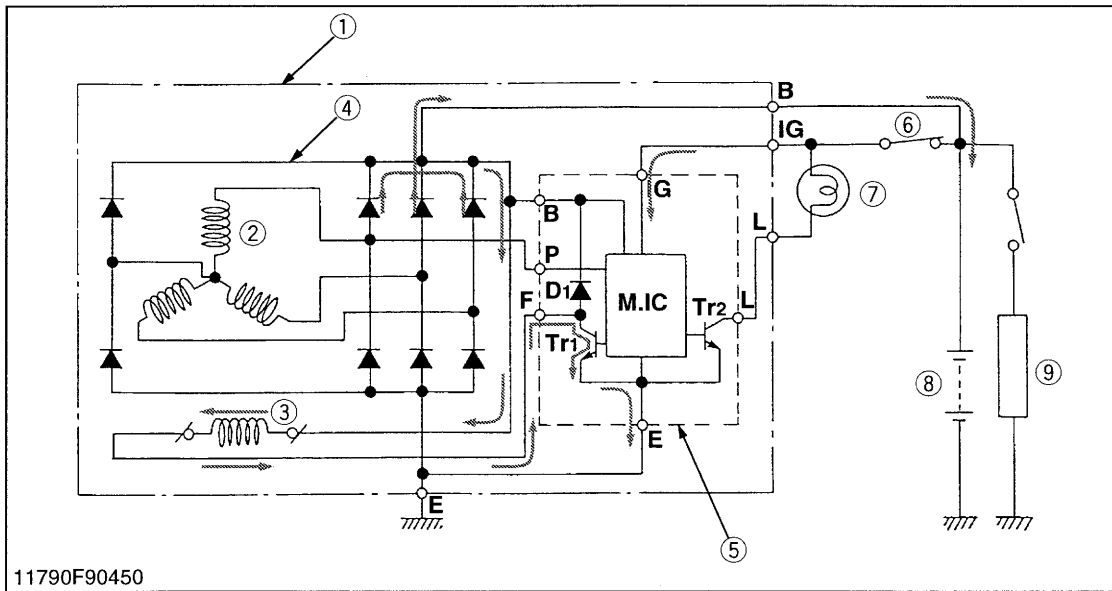 ①
B
④
IG
⑥
G
⑦
②
B
L
P
D1
M.IC
Tr2
L
F
Tr1
⑧
⑨
③
E
E
⑤
11790F90450